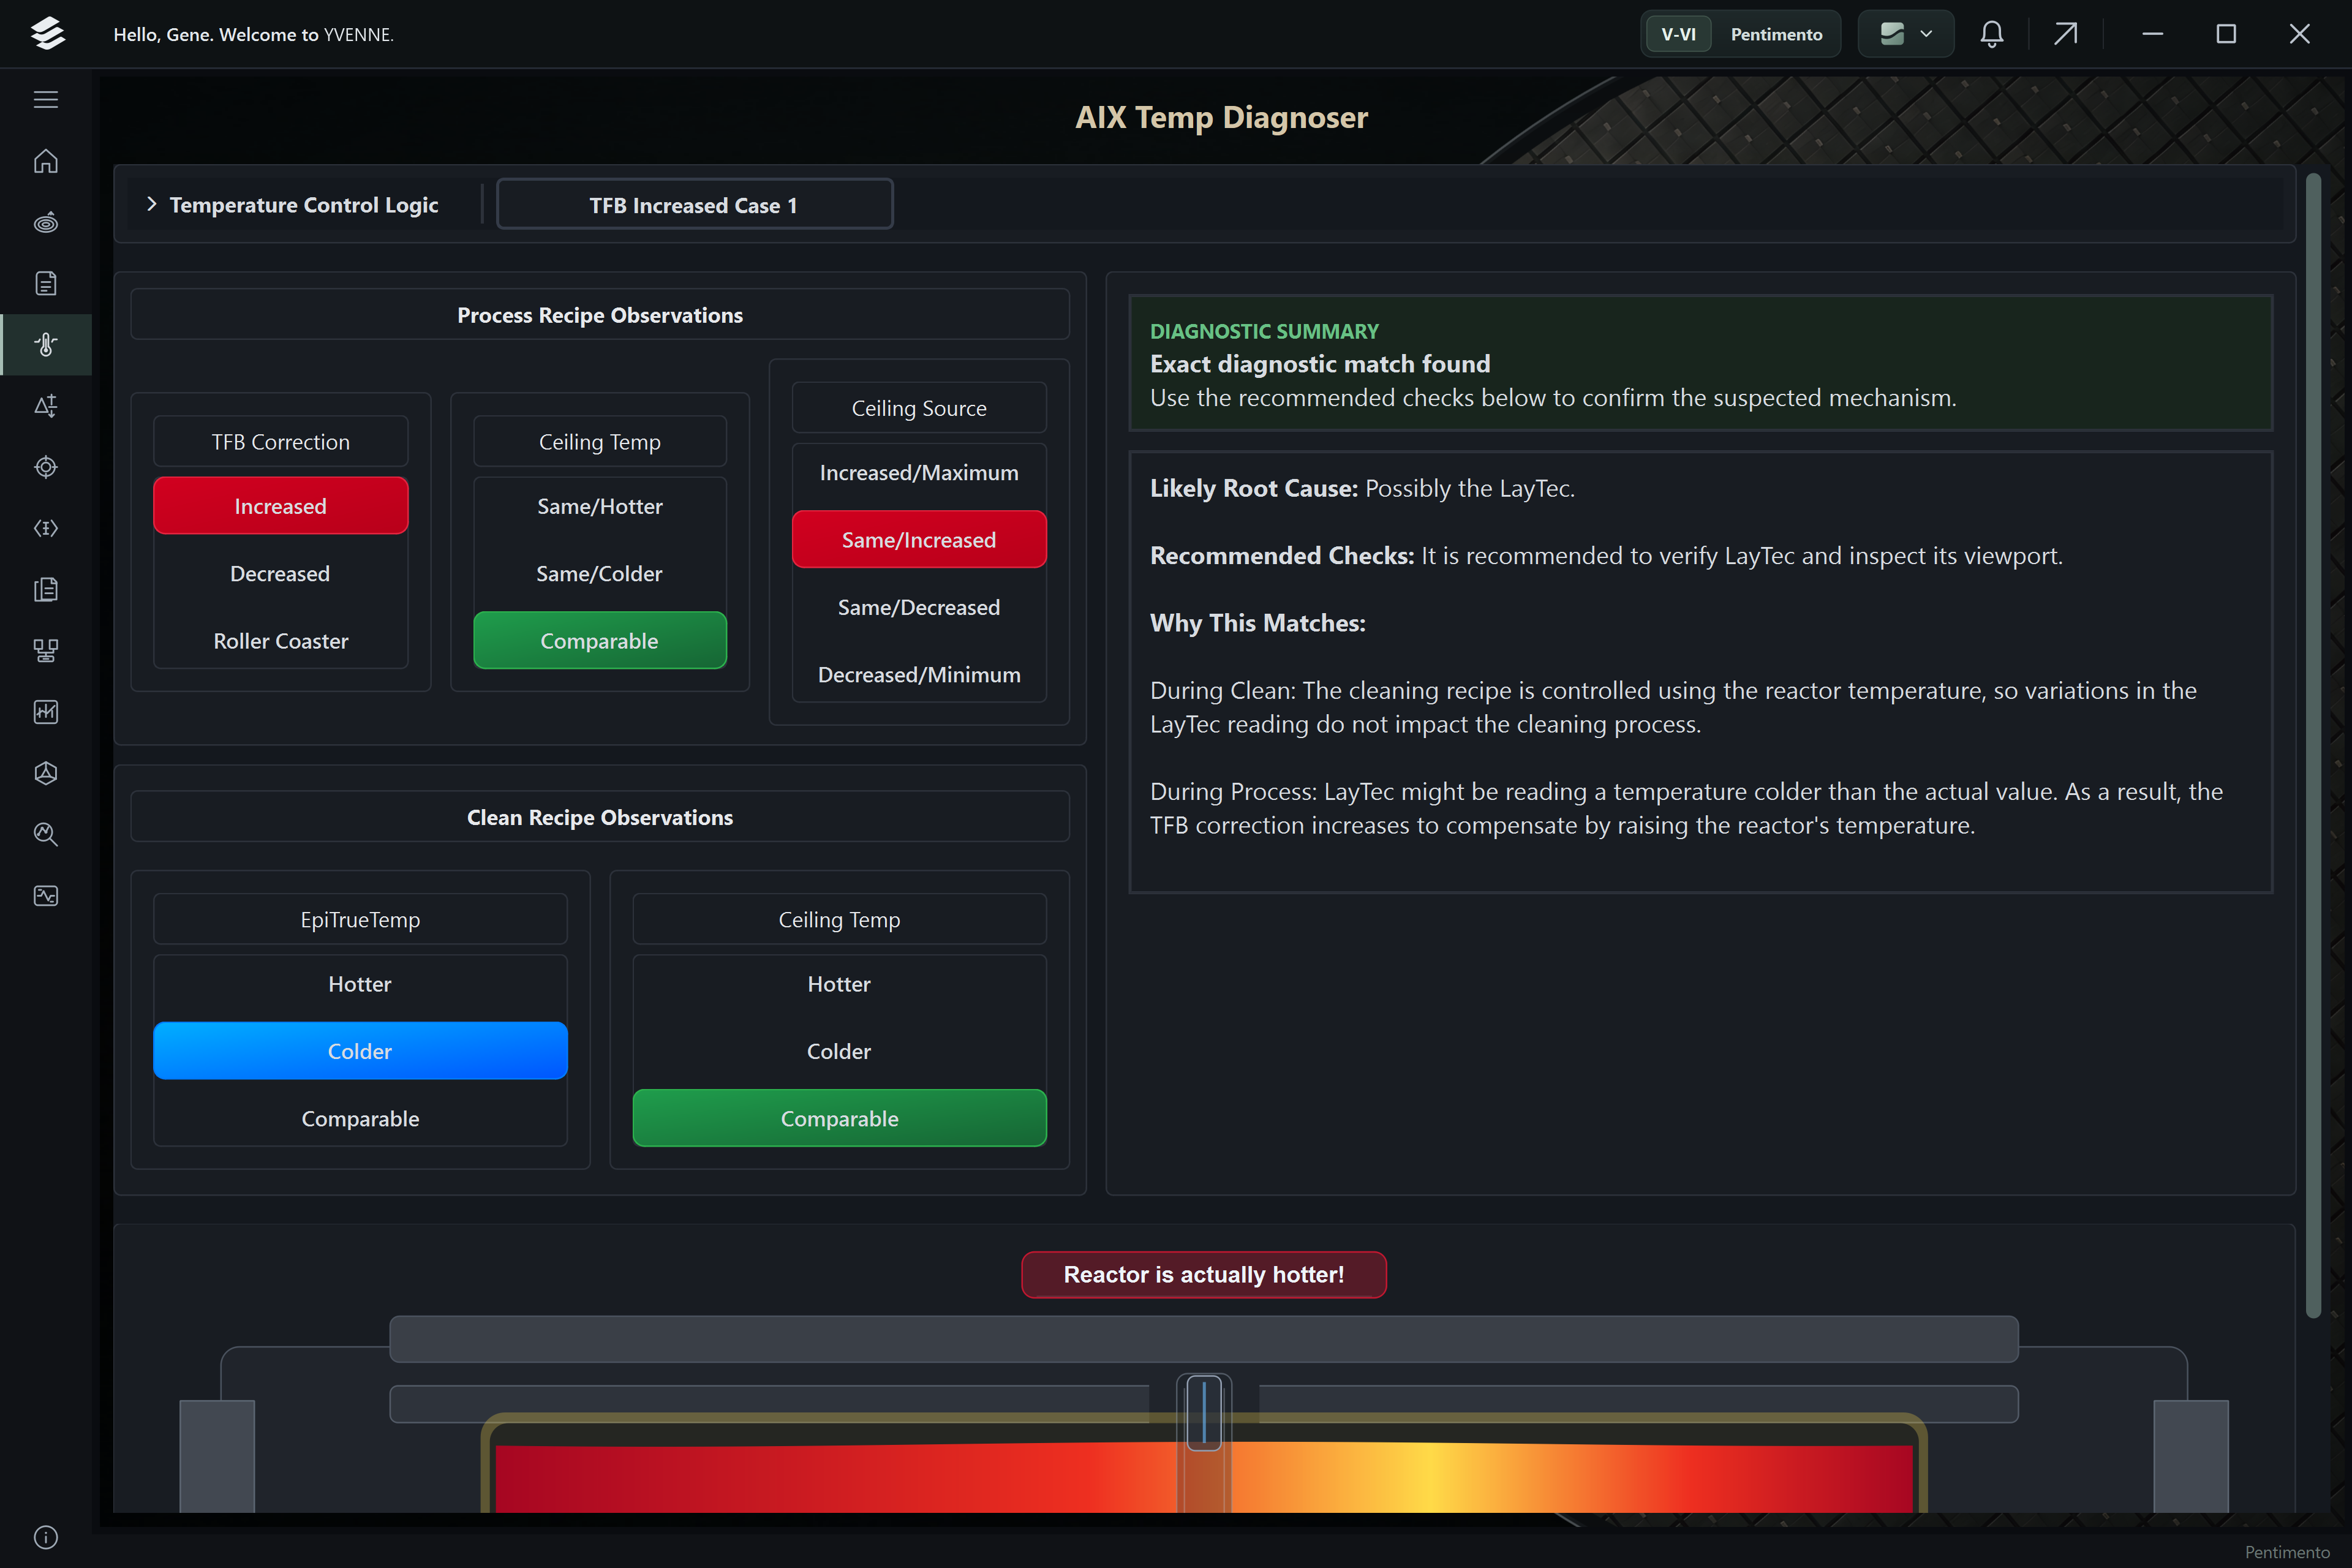 Hello, Gene. Welcome to YVENNE.
V-VI
Pentimento
AIX Temp Diagnoser
Temperature Control Logic
TFB Increased Case 1
Process Recipe Observations
TFB Correction
Increased
Decreased
Roller Coaster
Ceiling Temp
Same/Hotter
Same/Colder
Comparable
Ceiling Source
Increased/Maximum
Same/Increased
Same/Decreased
Decreased/Minimum
Clean Recipe Observations
EpiTrueTemp
Hotter
Colder
Comparable
Ceiling Temp
Hotter
Colder
Comparable
DIAGNOSTIC SUMMARY
Exact diagnostic match found
Use the recommended checks below to confirm the suspected mechanism.
Likely Root Cause: Possibly the LayTec.
Recommended Checks: It is recommended to verify LayTec and inspect its viewport.
Why This Matches:
During Clean: The cleaning recipe is controlled using the reactor temperature, so variations in the
LayTec reading do not impact the cleaning process.
During Process: LayTec might be reading a temperature colder than the actual value. As a result, the
TFB correction increases to compensate by raising the reactor's temperature.
Reactor is actually hotter!
Pentimento